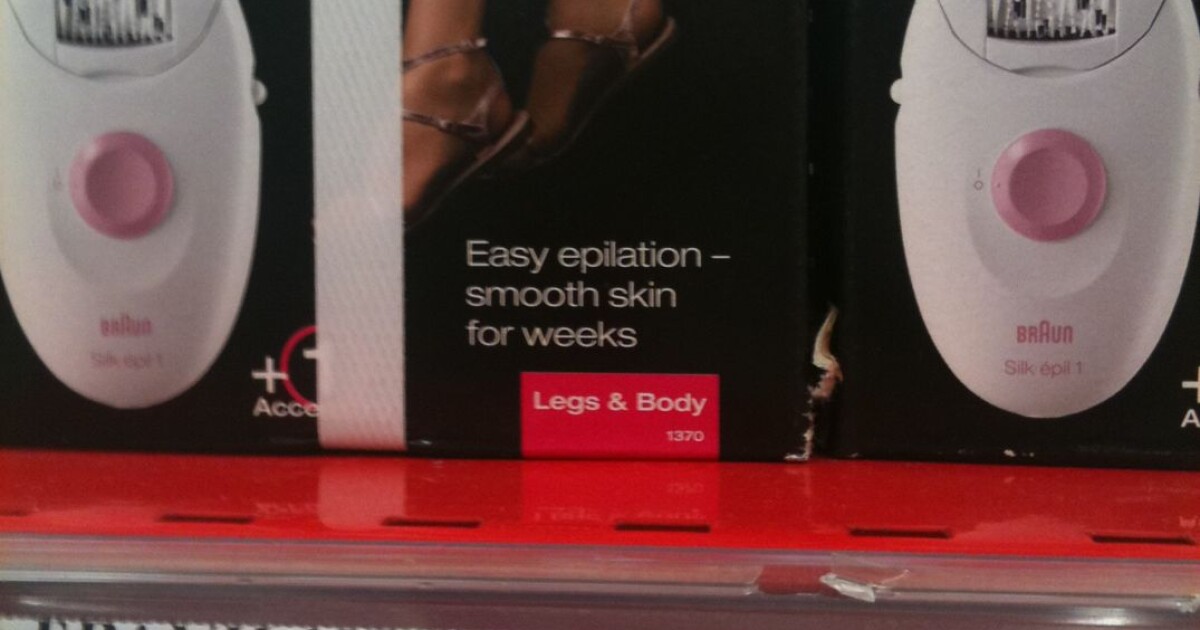 BRAUN
Silk épil 1
Easy epilation –
smooth skin
for weeks
Legs & Body
1370
BRAUN
Silk épil 1